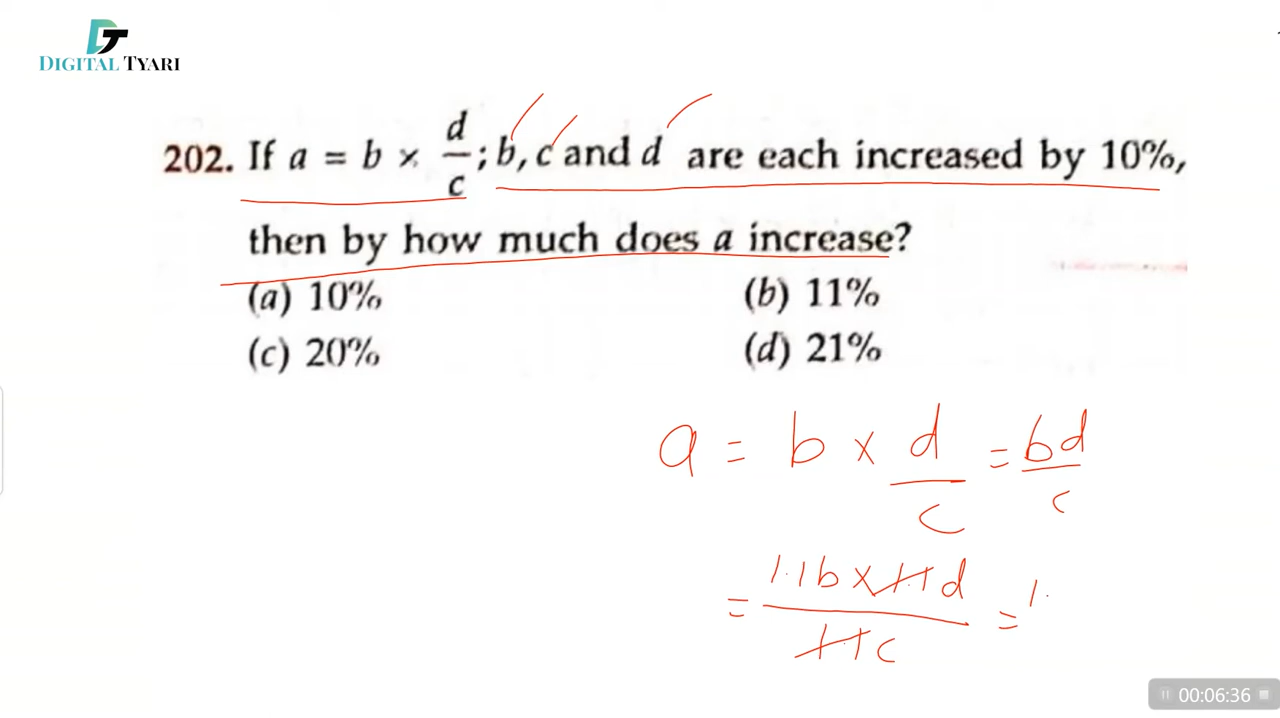 DIGITAL TYARI
202. If a = b × d/c; b, c and d are each increased by 10%,
then by how much does a increase?
(a) 10% (b) 11%
(c) 20% (d) 21%
a = b × d/c = bd/c
= 1.1b × 1.1d / 1.1c = 1.
00:06:36